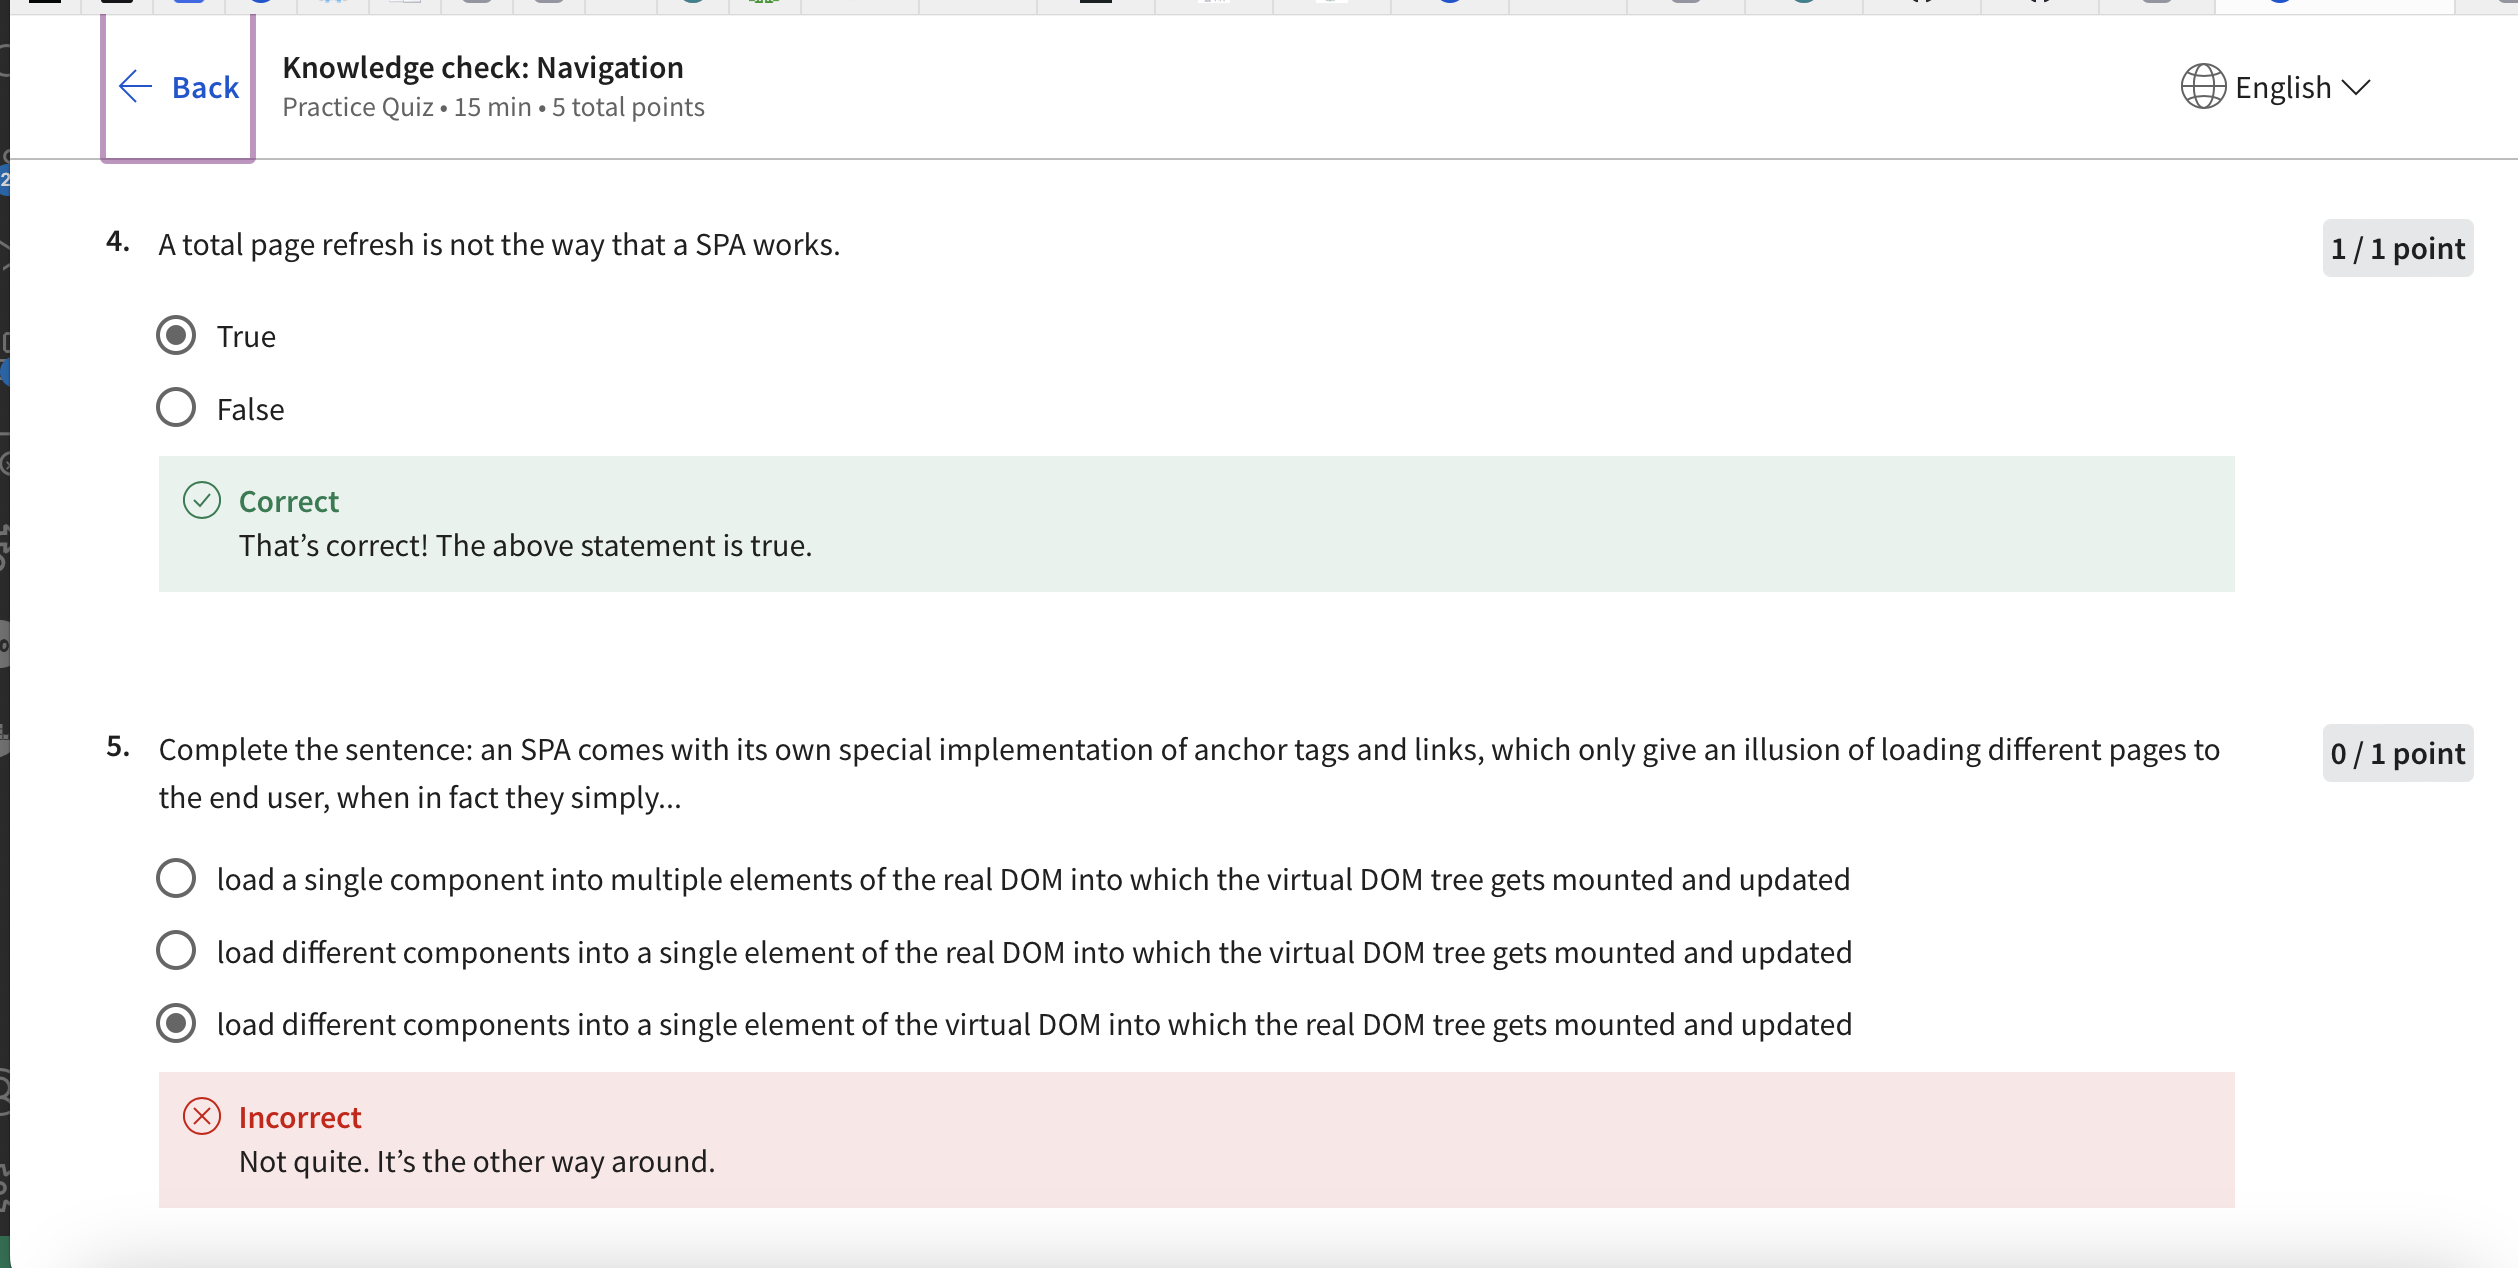 Back
Knowledge check: Navigation
Practice Quiz • 15 min • 5 total points
English
4. A total page refresh is not the way that a SPA works.
1 / 1 point
True
False
Correct
That’s correct! The above statement is true.
5. Complete the sentence: an SPA comes with its own special implementation of anchor tags and links, which only give an illusion of loading different pages to
the end user, when in fact they simply...
0 / 1 point
load a single component into multiple elements of the real DOM into which the virtual DOM tree gets mounted and updated
load different components into a single element of the real DOM into which the virtual DOM tree gets mounted and updated
load different components into a single element of the virtual DOM into which the real DOM tree gets mounted and updated
Incorrect
Not quite. It’s the other way around.